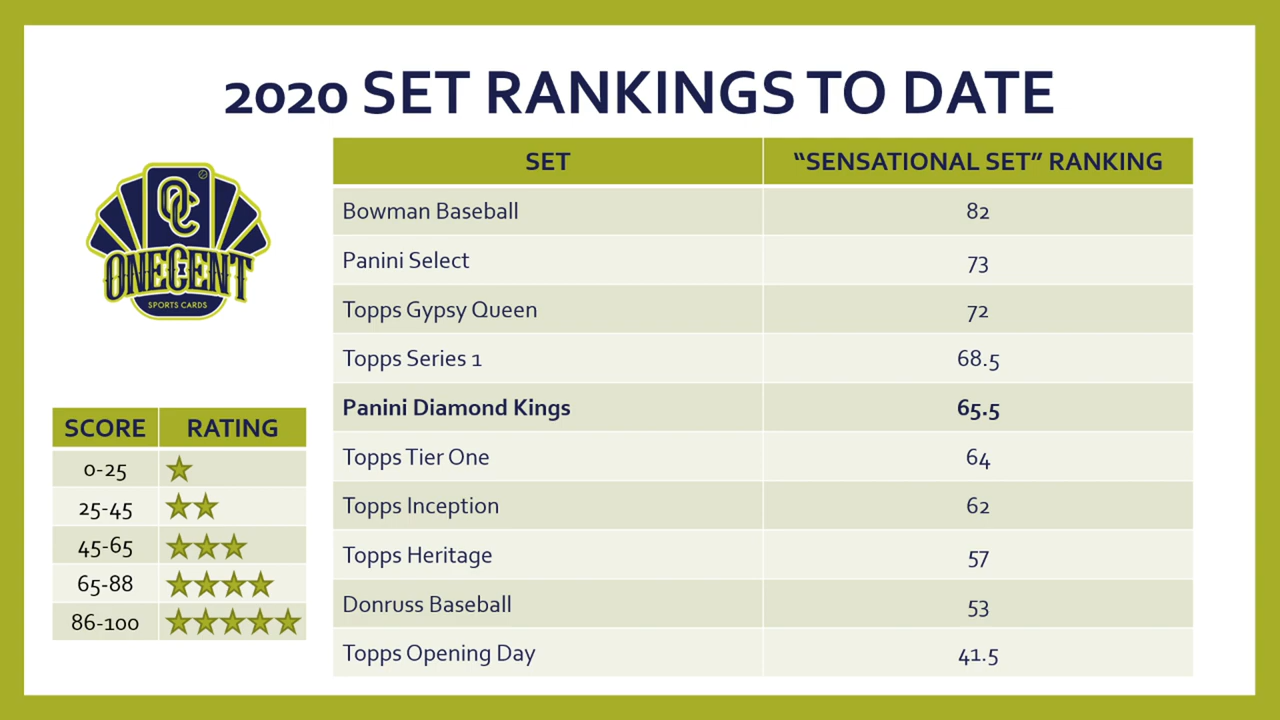 2020 SET RANKINGS TO DATE
OC
ONECENT
SPORTS CARDS
SET "SENSATIONAL SET" RANKING
Bowman Baseball 82
Panini Select 73
Topps Gypsy Queen 72
Topps Series 1 68.5
Panini Diamond Kings 65.5
Topps Tier One 64
Topps Inception 62
Topps Heritage 57
Donruss Baseball 53
Topps Opening Day 41.5
SCORE RATING
0-25
25-45
45-65
65-88
86-100